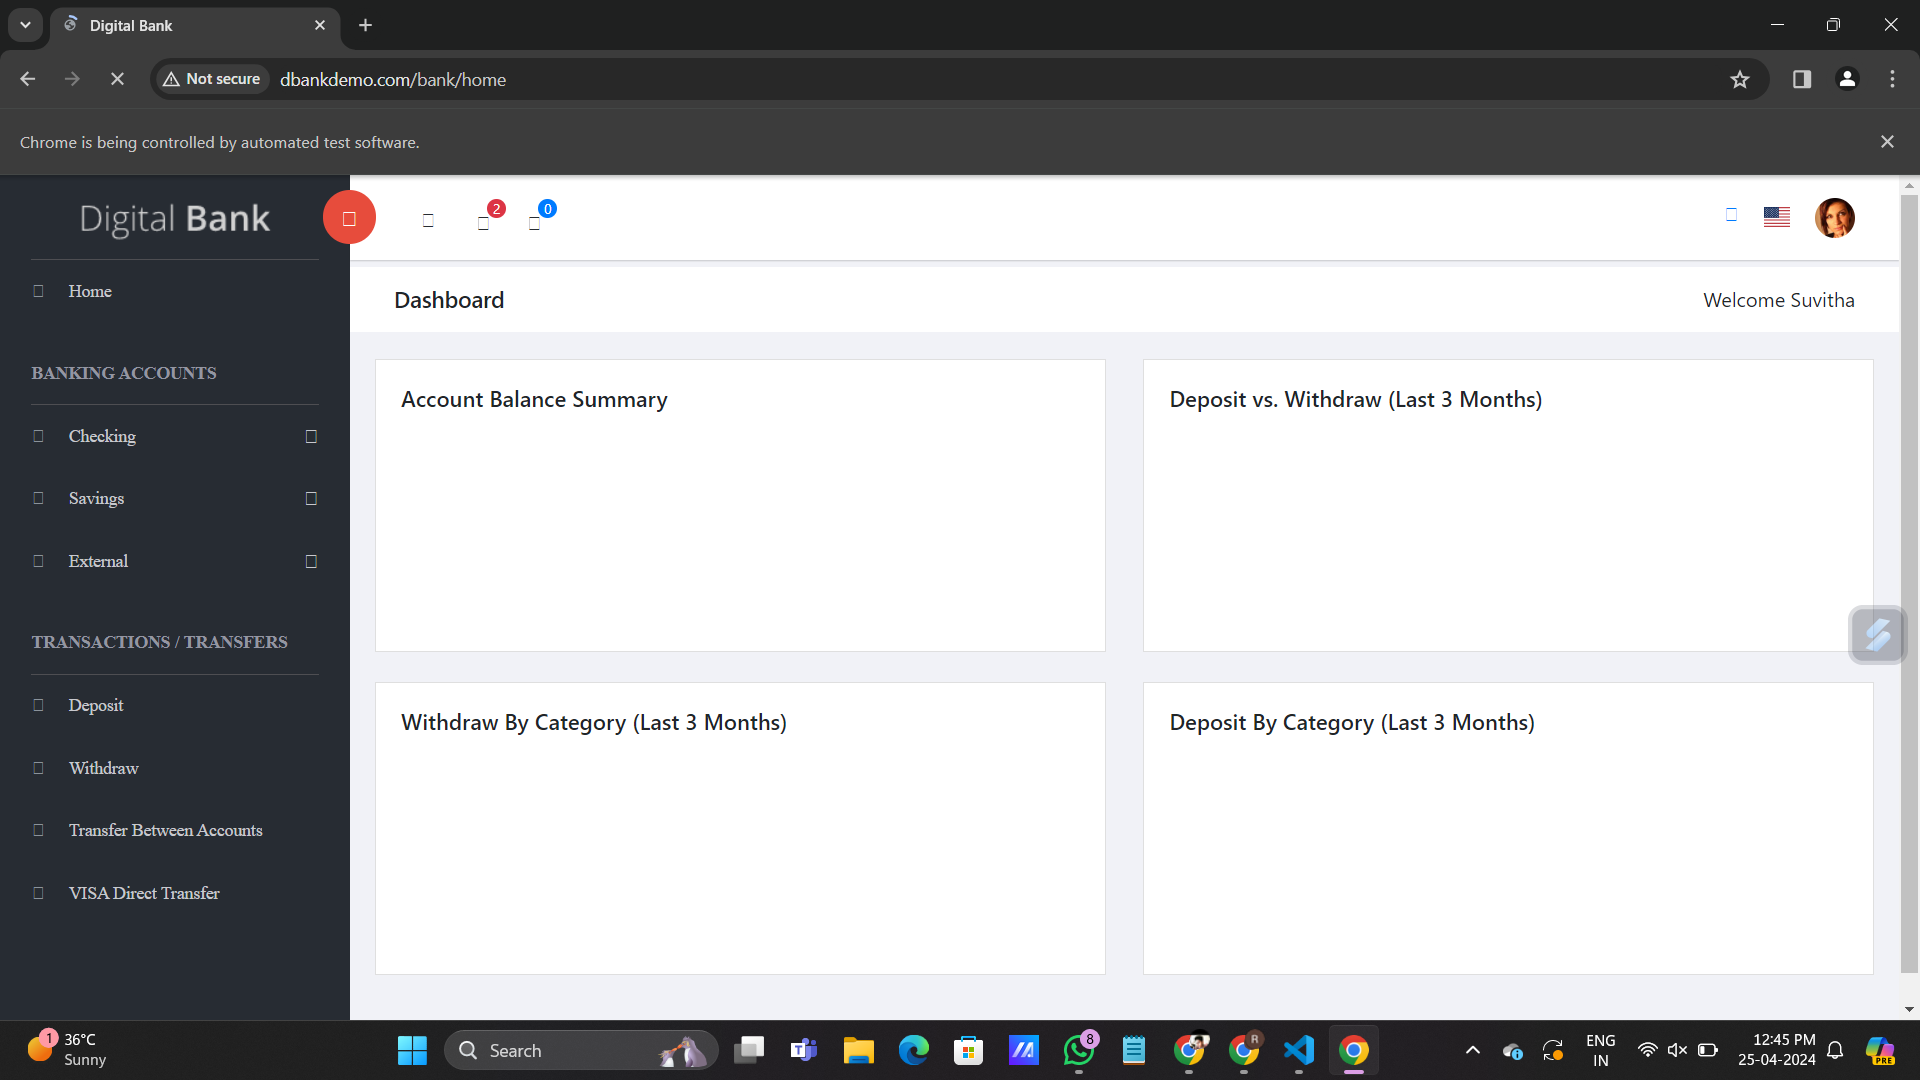 Digital Bank
Not secure
dbankdemo.com/bank/home
Chrome is being controlled by automated test software.
Digital Bank
2
0
Home
Dashboard
Welcome Suvitha
BANKING ACCOUNTS
Checking
Savings
External
Account Balance Summary
Deposit vs. Withdraw (Last 3 Months)
TRANSACTIONS / TRANSFERS
Deposit
Withdraw
Transfer Between Accounts
VISA Direct Transfer
Withdraw By Category (Last 3 Months)
Deposit By Category (Last 3 Months)
1
36°C
Sunny
Search
8
R
ENG
IN
12:45 PM
25-04-2024
PRE